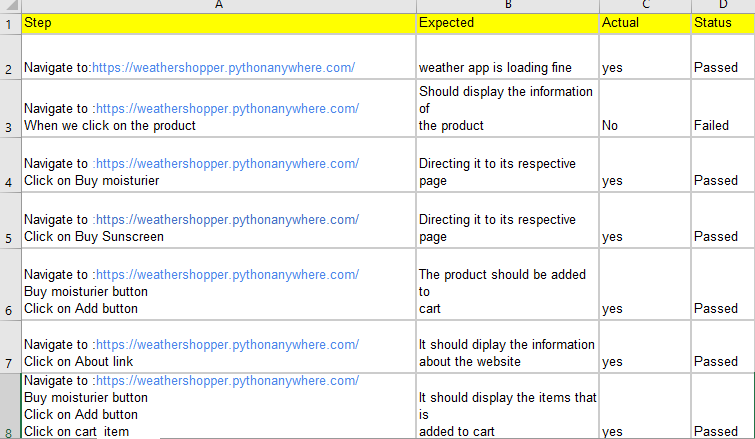 A B C D
1 Step Expected Actual Status
2 Navigate to:https://weathershopper.pythonanywhere.com/ weather app is loading fine yes Passed
Should display the information
of
Navigate to :https://weathershopper.pythonanywhere.com/
3 When we click on the product the product No Failed
Navigate to :https://weathershopper.pythonanywhere.com/ Directing it to its respective
4 Click on Buy moisturier page yes Passed
Navigate to :https://weathershopper.pythonanywhere.com/ Directing it to its respective
5 Click on Buy Sunscreen page yes Passed
Navigate to :https://weathershopper.pythonanywhere.com/ The product should be added
Buy moisturier button to
6 Click on Add button cart yes Passed
Navigate to :https://weathershopper.pythonanywhere.com/ It should diplay the information
7 Click on About link about the website yes Passed
Navigate to :https://weathershopper.pythonanywhere.com/
Buy moisturier button It should display the items that
Click on Add button is
8 Click on cart item added to cart yes Passed